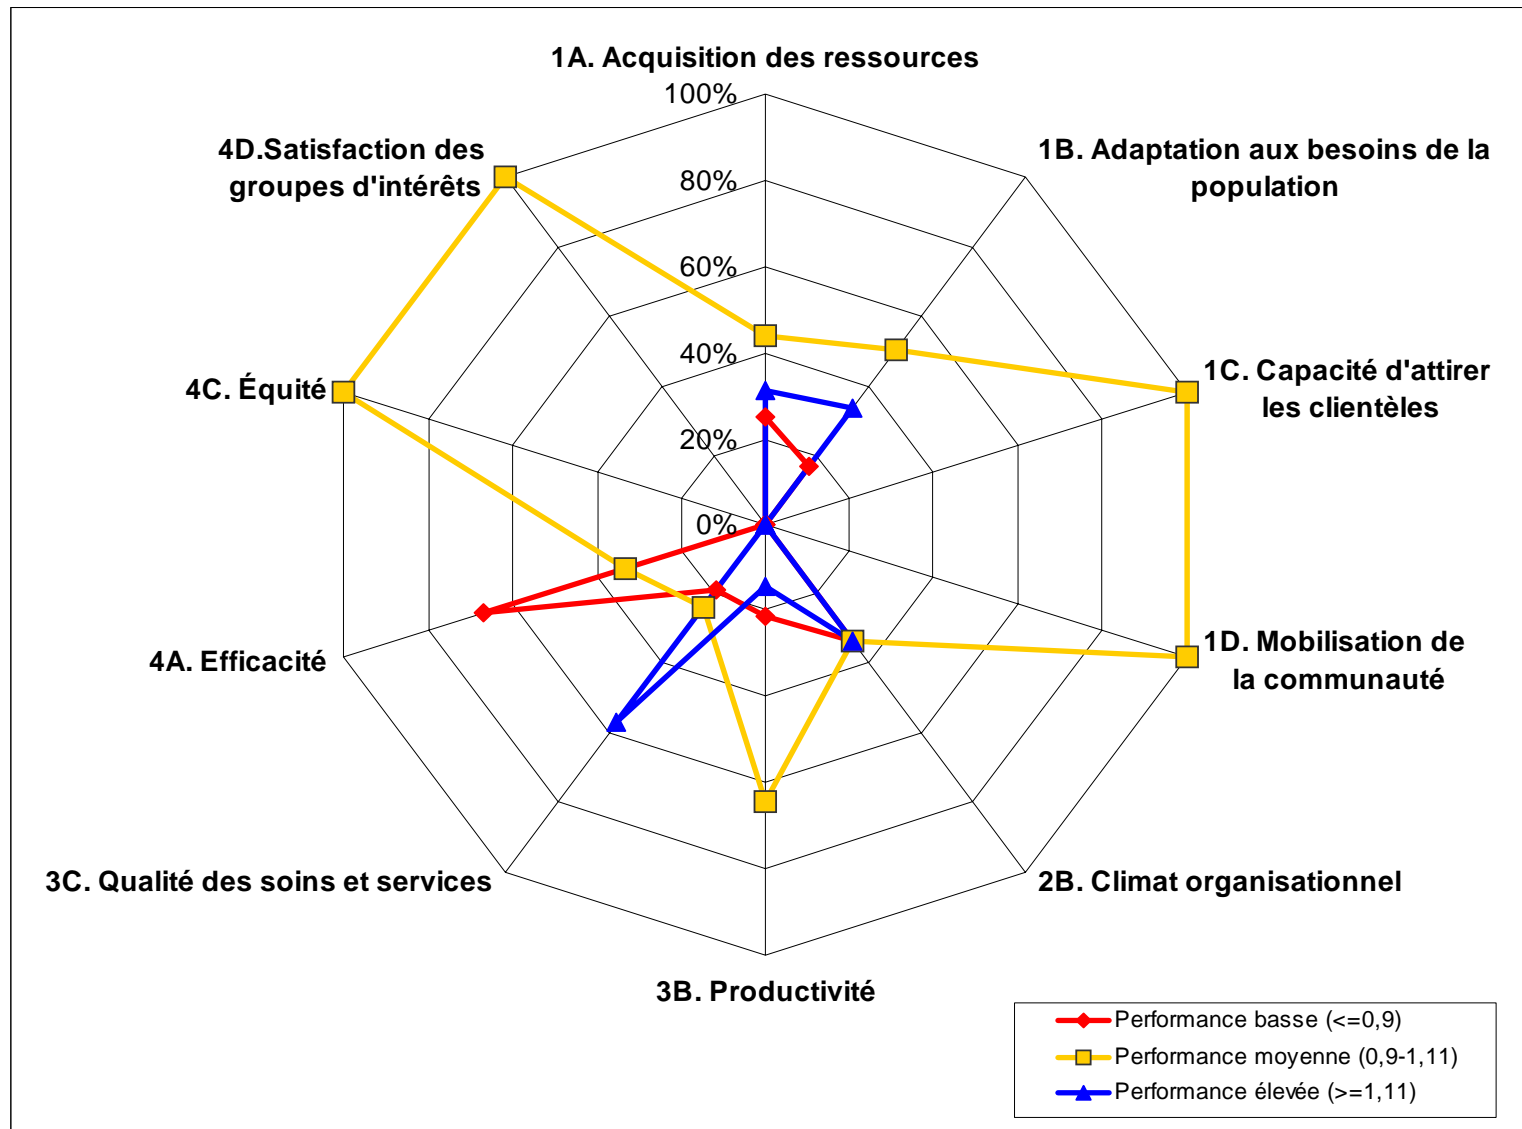 1A. Acquisition des ressources
100%
80%
60%
40%
20%
0%
1B. Adaptation aux besoins de la
population
1C. Capacité d'attirer
les clientèles
1D. Mobilisation de
la communauté
2B. Climat organisationnel
3B. Productivité
3C. Qualité des soins et services
4A. Efficacité
4C. Équité
4D.Satisfaction des
groupes d'intérêts
Performance basse (<=0,9)
Performance moyenne (0,9-1,11)
Performance élevée (>=1,11)